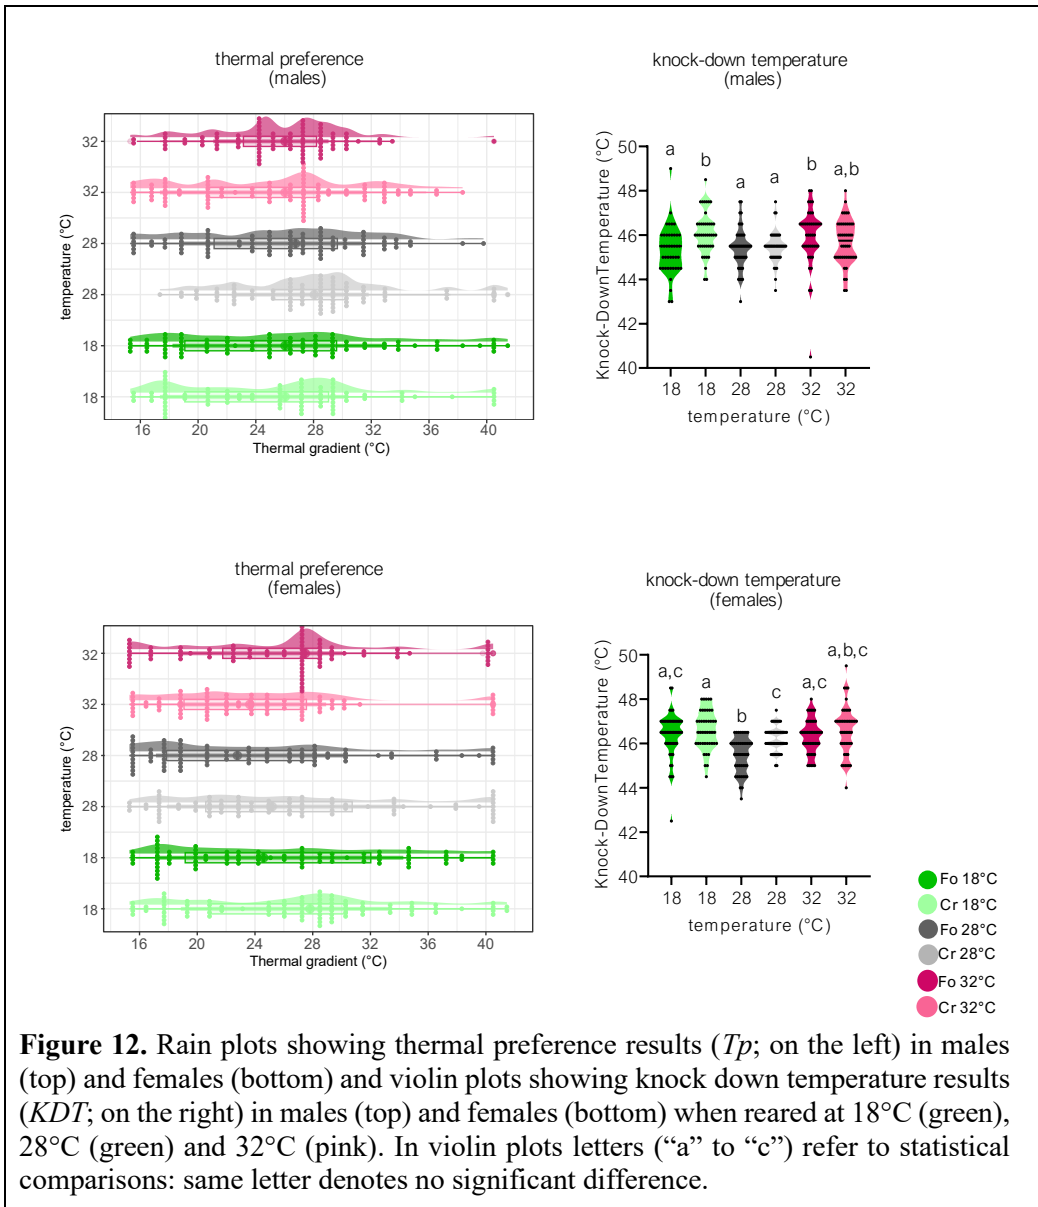 thermal preference
(males)
temperature (°C)
32
32
28
28
18
18
16 20 24 28 32 36 40
Thermal gradient (°C)
knock-down temperature
(males)
Knock-DownTemperature (°C)
50
48
46
44
42
40
a b a a b a,b
18 18 28 28 32 32
temperature (°C)
thermal preference
(females)
temperature (°C)
32
32
28
28
18
18
16 20 24 28 32 36 40
Thermal gradient (°C)
knock-down temperature
(females)
Knock-DownTemperature (°C)
50
48
46
44
42
40
a,c a b c a,c a,b,c
18 18 28 28 32 32
temperature (°C)
Fo 18°C
Cr 18°C
Fo 28°C
Cr 28°C
Fo 32°C
Cr 32°C
Figure 12. Rain plots showing thermal preference results (Tp; on the left) in males
(top) and females (bottom) and violin plots showing knock down temperature results
(KDT; on the right) in males (top) and females (bottom) when reared at 18°C (green),
28°C (green) and 32°C (pink). In violin plots letters (“a” to “c”) refer to statistical
comparisons: same letter denotes no significant difference.